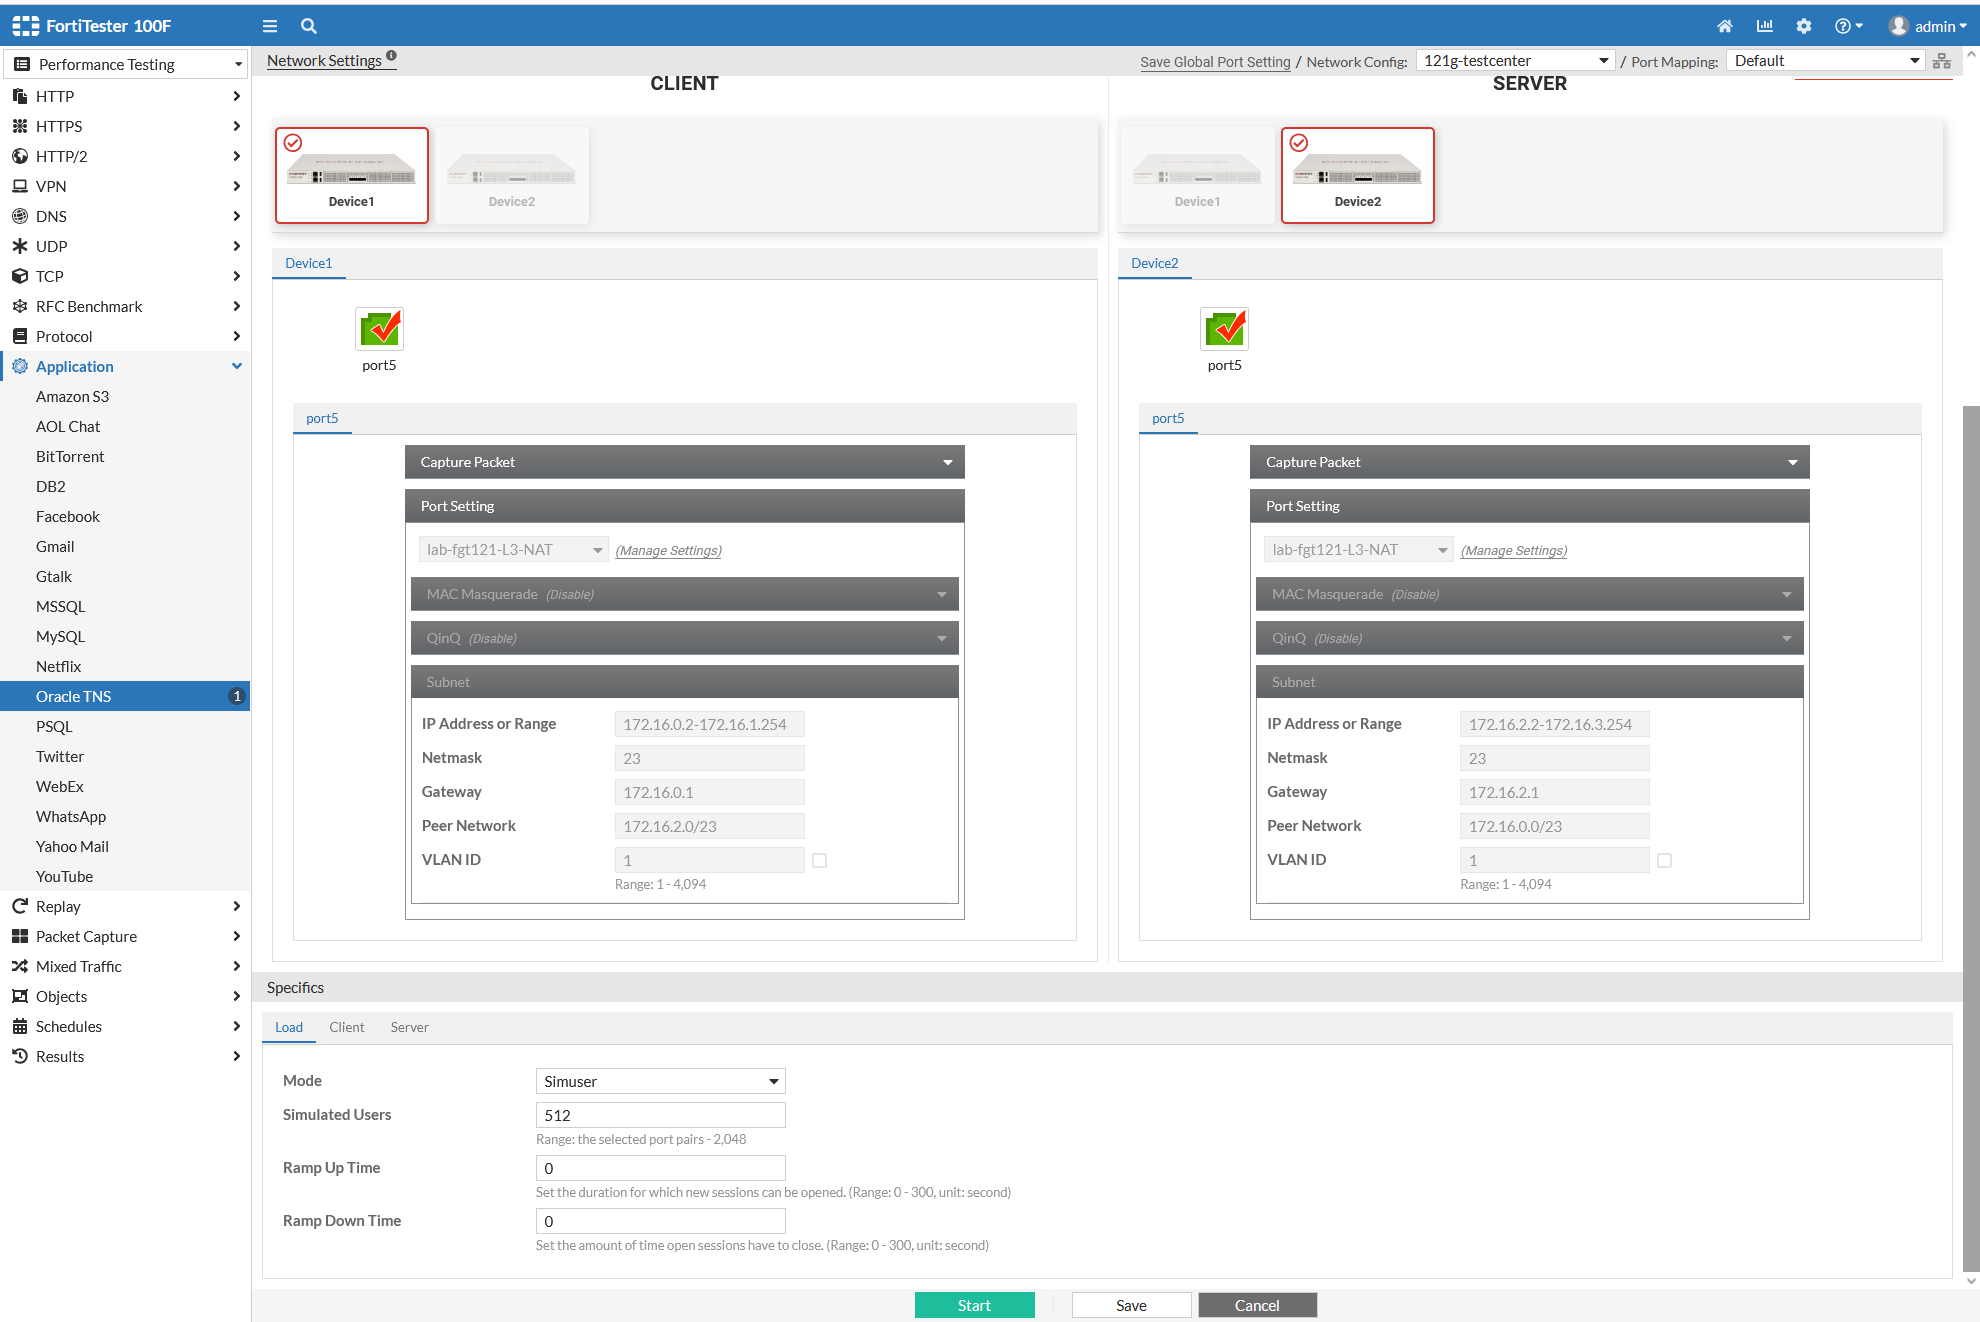 FortiTester 100F
admin
Performance Testing
HTTP
HTTPS
HTTP/2
VPN
DNS
UDP
TCP
RFC Benchmark
Protocol
Application
Amazon S3
AOL Chat
BitTorrent
DB2
Facebook
Gmail
Gtalk
MSSQL
MySQL
Netflix
Oracle TNS 1
PSQL
Twitter
WebEx
WhatsApp
Yahoo Mail
YouTube
Replay
Packet Capture
Mixed Traffic
Objects
Schedules
Results
Network Settings
Save Global Port Setting / Network Config: 121g-testcenter / Port Mapping: Default
CLIENT
Device1
Device2
Device1
port5
port5
Capture Packet
Port Setting
lab-fgt121-L3-NAT (Manage Settings)
MAC Masquerade (Disable)
QinQ (Disable)
Subnet
IP Address or Range 172.16.0.2-172.16.1.254
Netmask 23
Gateway 172.16.0.1
Peer Network 172.16.2.0/23
VLAN ID 1
Range: 1 - 4,094
SERVER
Device1
Device2
Device2
port5
port5
Capture Packet
Port Setting
lab-fgt121-L3-NAT (Manage Settings)
MAC Masquerade (Disable)
QinQ (Disable)
Subnet
IP Address or Range 172.16.2.2-172.16.3.254
Netmask 23
Gateway 172.16.2.1
Peer Network 172.16.0.0/23
VLAN ID 1
Range: 1 - 4,094
Specifics
Load Client Server
Mode Simuser
Simulated Users 512
Range: the selected port pairs - 2,048
Ramp Up Time 0
Set the duration for which new sessions can be opened. (Range: 0 - 300, unit: second)
Ramp Down Time 0
Set the amount of time open sessions have to close. (Range: 0 - 300, unit: second)
Start Save Cancel